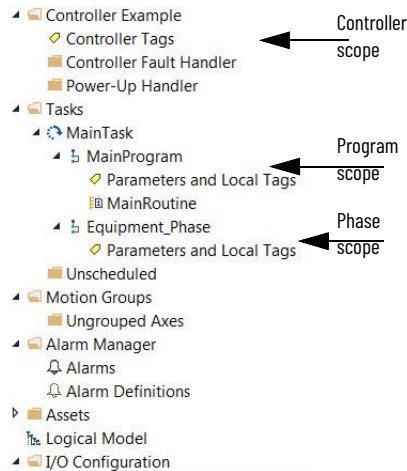 Controller Example
Controller Tags
Controller
scope
Controller Fault Handler
Power-Up Handler
Tasks
MainTask
MainProgram
Program
scope
Parameters and Local Tags
MainRoutine
Equipment_Phase
Phase
scope
Parameters and Local Tags
Unscheduled
Motion Groups
Ungrouped Axes
Alarm Manager
Alarms
Alarm Definitions
Assets
Logical Model
I/O Configuration